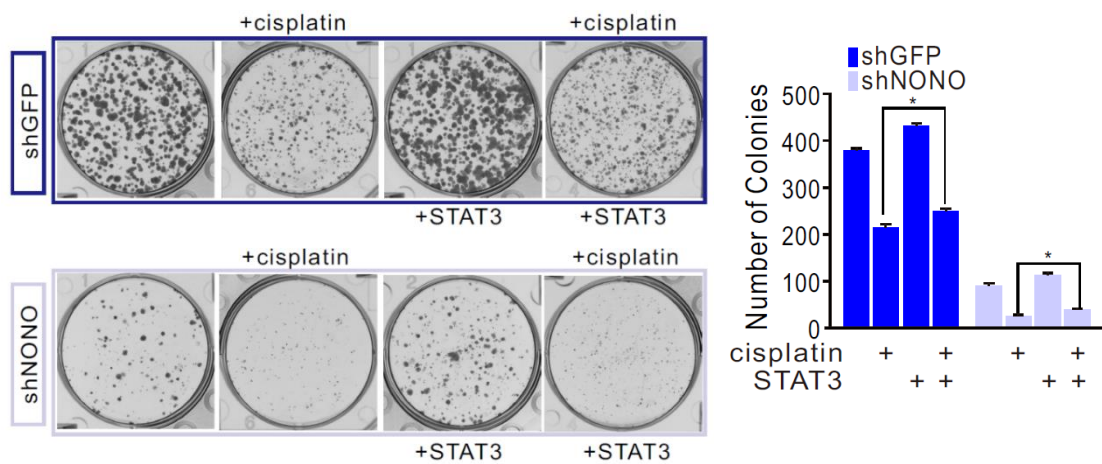 +cisplatin +cisplatin
shGFP
+STAT3 +STAT3
+cisplatin +cisplatin
shNONO
+STAT3 +STAT3
shGFP
shNONO
Number of Colonies
500
400
300
200
100
0
*
*
cisplatin + + + +
STAT3 + + + +